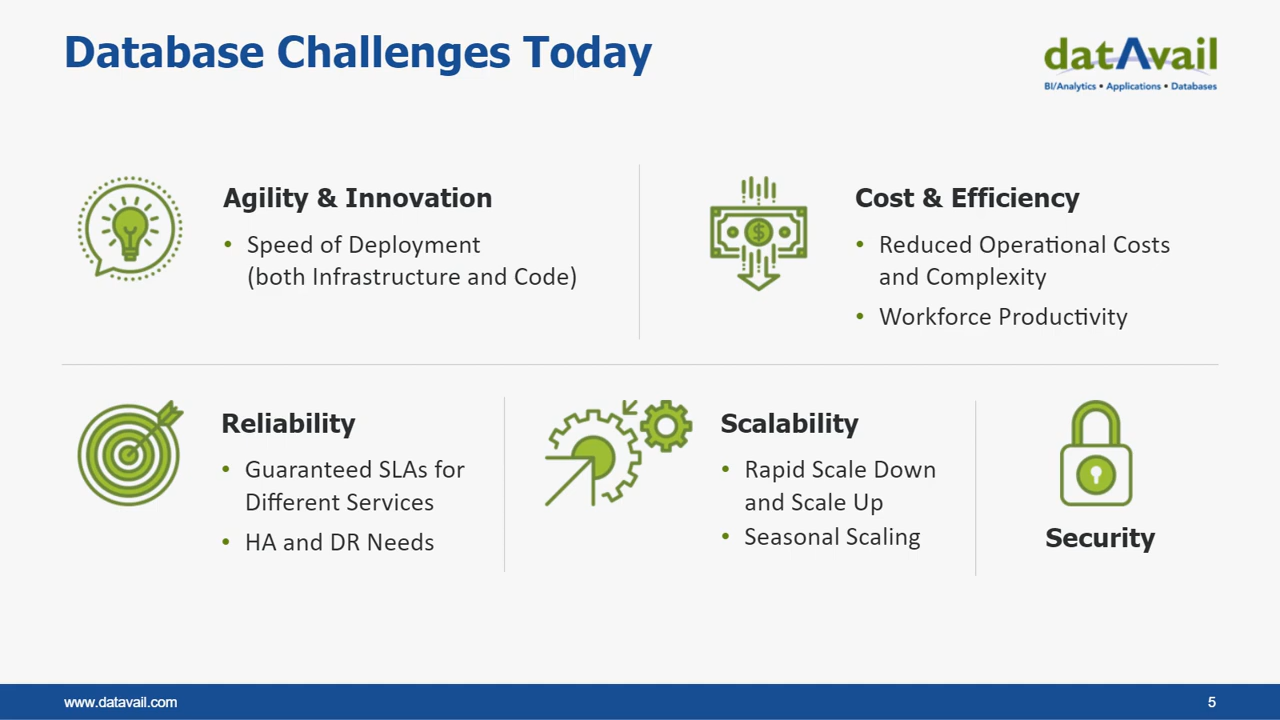 Database Challenges Today
datAvail
BI/Analytics • Applications • Databases
Agility & Innovation
• Speed of Deployment
(both Infrastructure and Code)
Cost & Efficiency
• Reduced Operational Costs
and Complexity
• Workforce Productivity
Reliability
• Guaranteed SLAs for
Different Services
• HA and DR Needs
Scalability
• Rapid Scale Down
and Scale Up
• Seasonal Scaling
Security
www.datavail.com
5